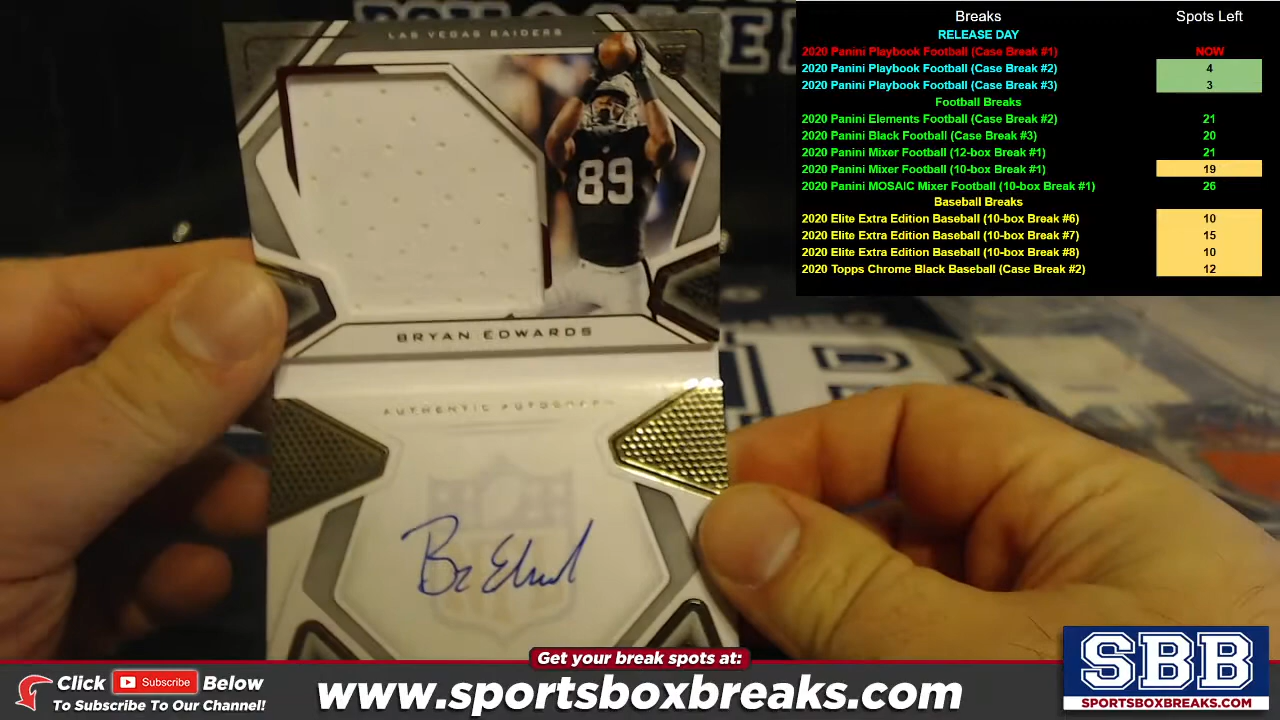 LAS VEGAS RAIDERS
89
BRYAN EDWARDS
AUTHENTIC AUTOGRAPH
Breaks Spots Left
RELEASE DAY
2020 Panini Playbook Football (Case Break #1) NOW
2020 Panini Playbook Football (Case Break #2) 4
2020 Panini Playbook Football (Case Break #3) 3
Football Breaks
2020 Panini Elements Football (Case Break #2) 21
2020 Panini Black Football (Case Break #3) 20
2020 Panini Mixer Football (12-box Break #1) 21
2020 Panini Mixer Football (10-box Break #1) 19
2020 Panini MOSAIC Mixer Football (10-box Break #1) 26
Baseball Breaks
2020 Elite Extra Edition Baseball (10-box Break #6) 10
2020 Elite Extra Edition Baseball (10-box Break #7) 15
2020 Elite Extra Edition Baseball (10-box Break #8) 10
2020 Topps Chrome Black Baseball (Case Break #2) 12
Get your break spots at:
Click Subscribe Below
To Subscribe To Our Channel!
www.sportsboxbreaks.com
SBB
SPORTSBOXBREAKS.COM